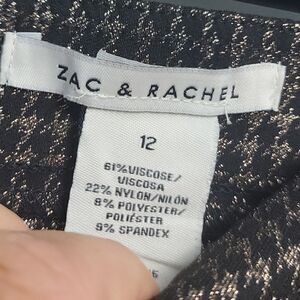 ZAC & RACHEL
12
61% VISCOSE/
VISCOSA
22% NYLON/NILÓN
8% POLYESTER/
POLIÉSTER
9% SPANDEX